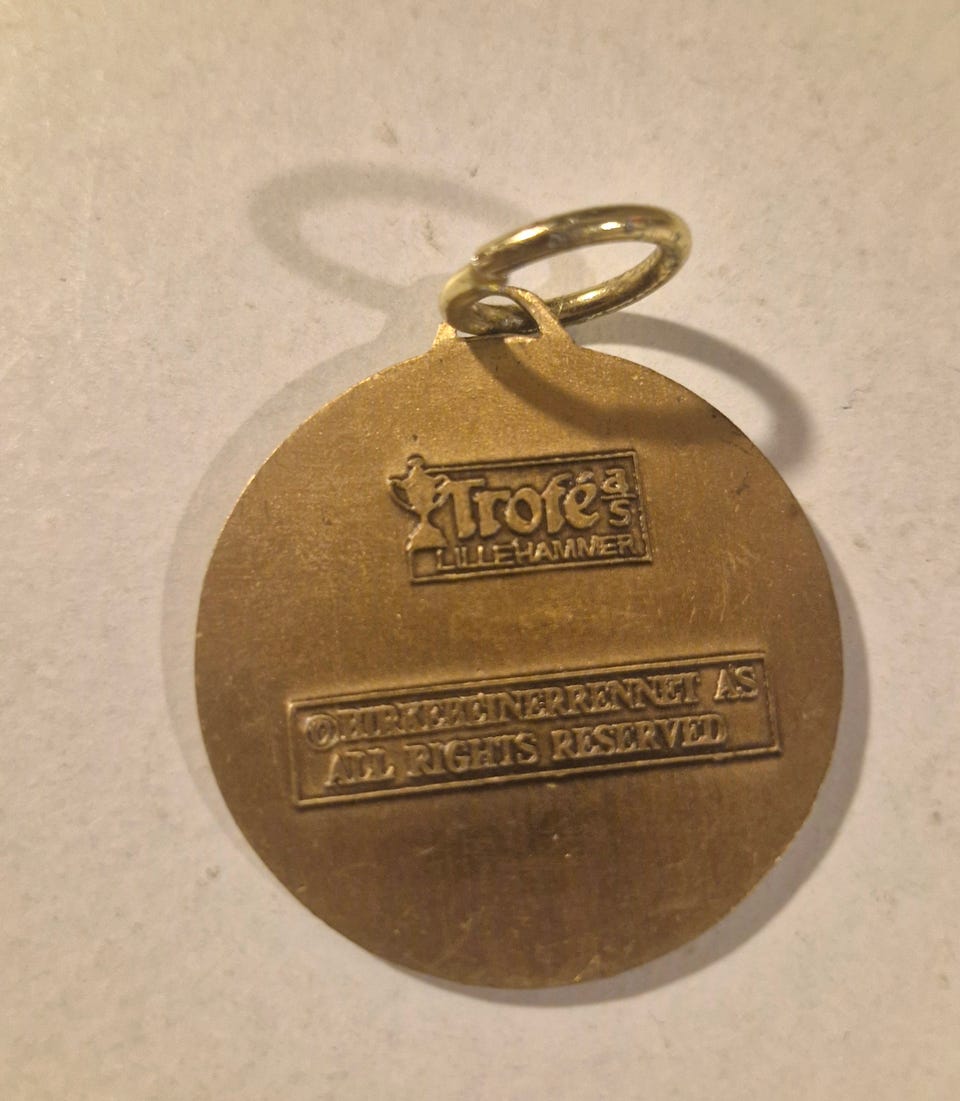 Trofé a/s
LILLEHAMMER
©BIRKEBEINERRENNET AS
ALL RIGHTS RESERVED